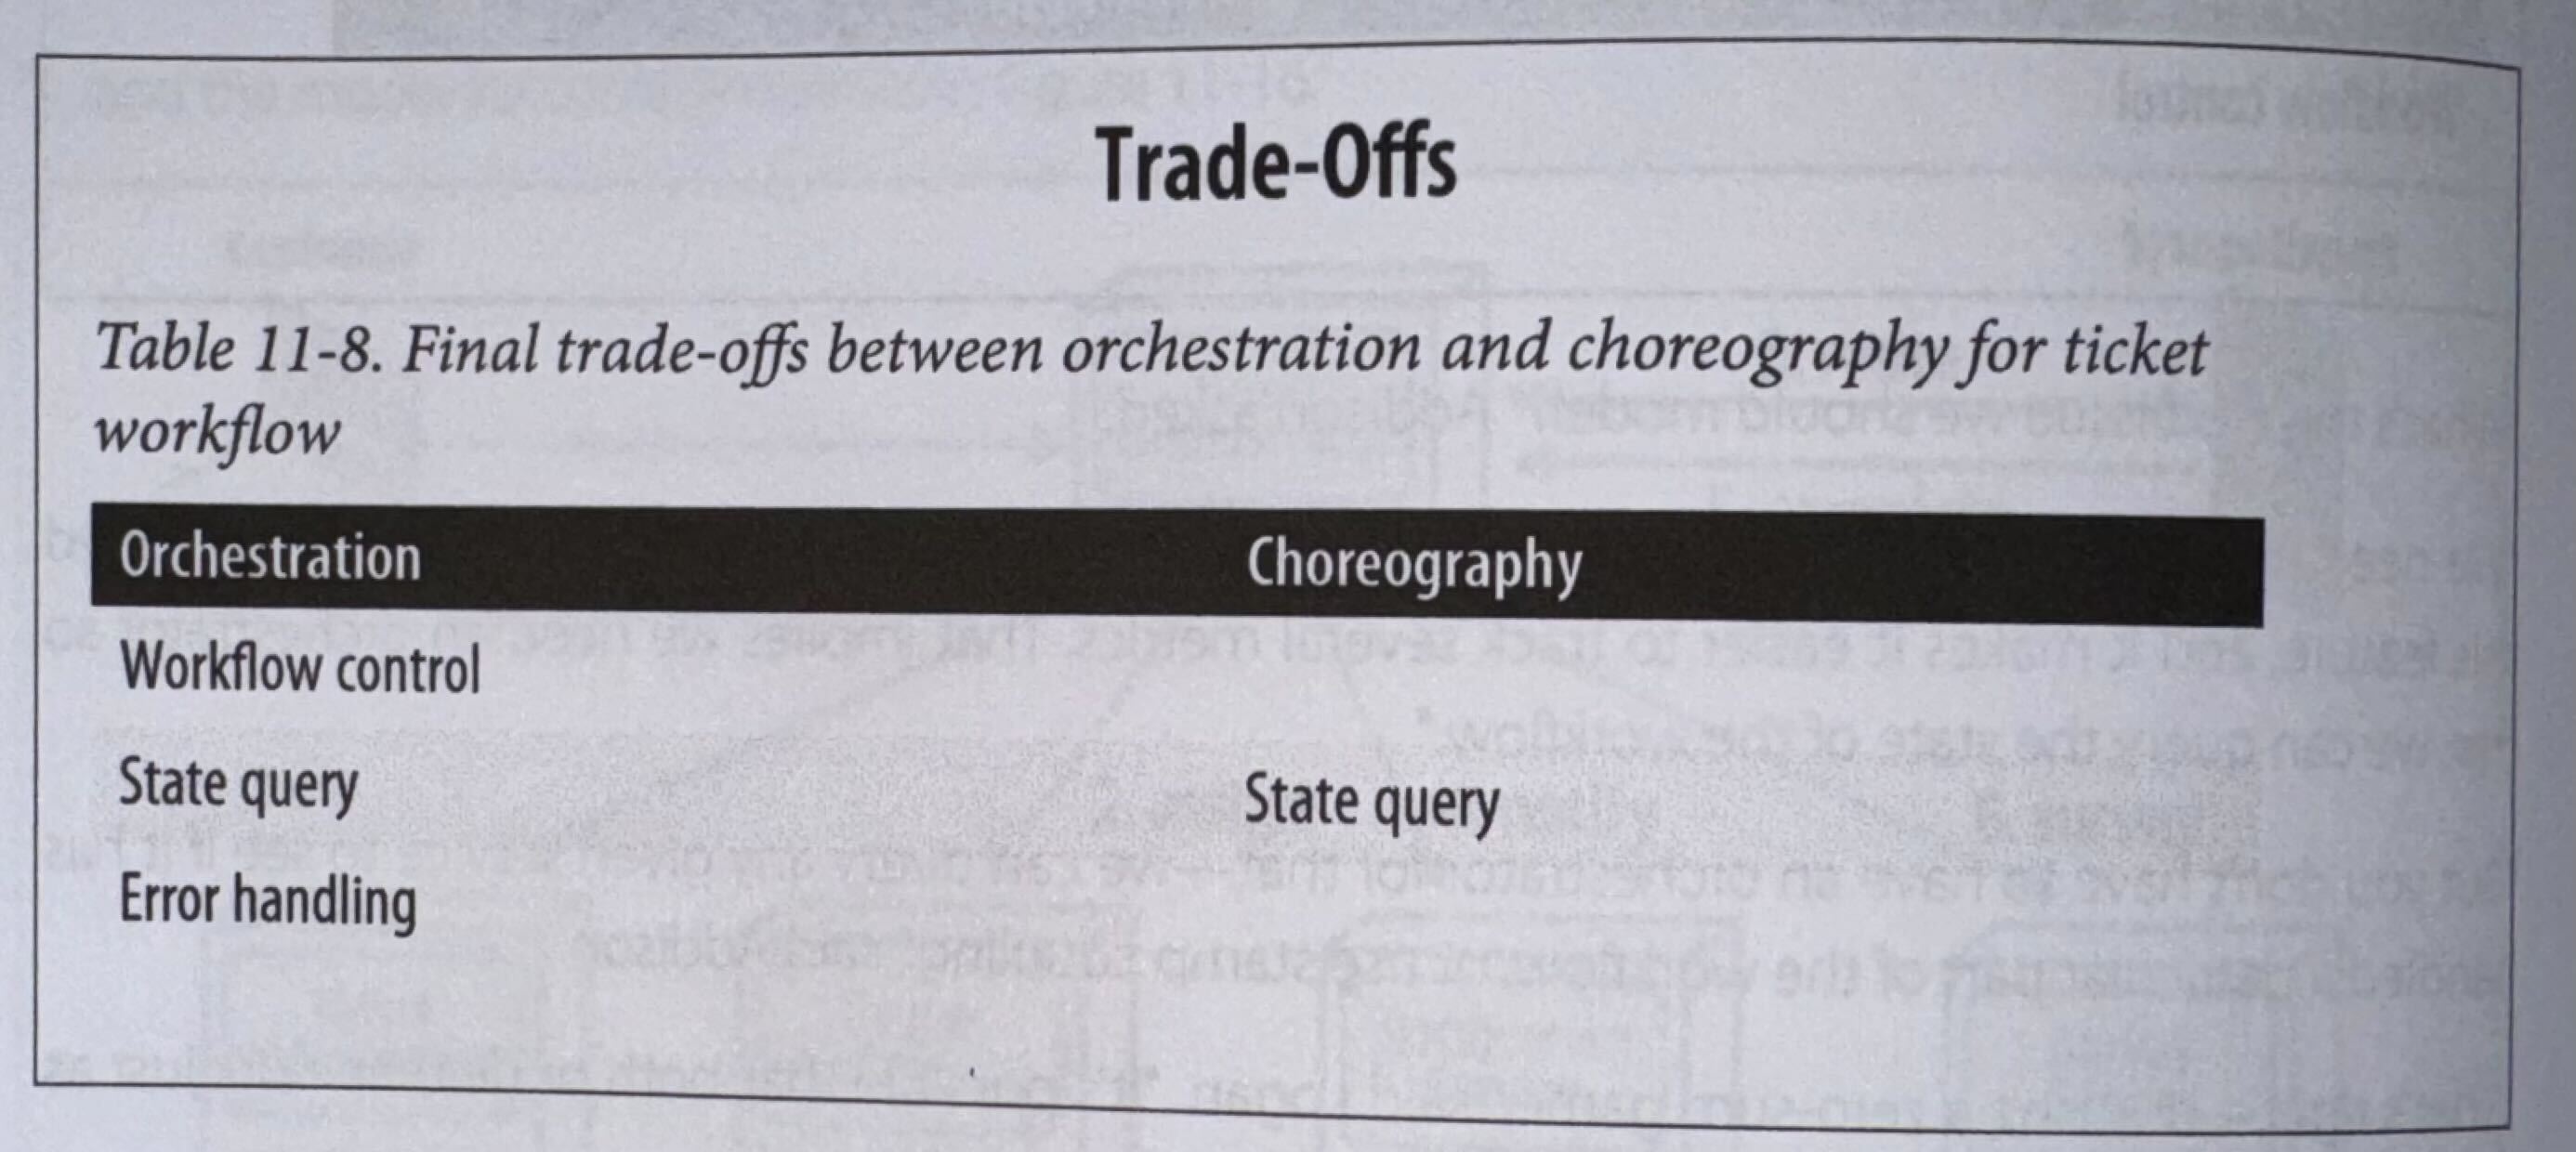 Trade-Offs
Table 11-8. Final trade-offs between orchestration and choreography for ticket
workflow
Orchestration Choreography
Workflow control
State query State query
Error handling